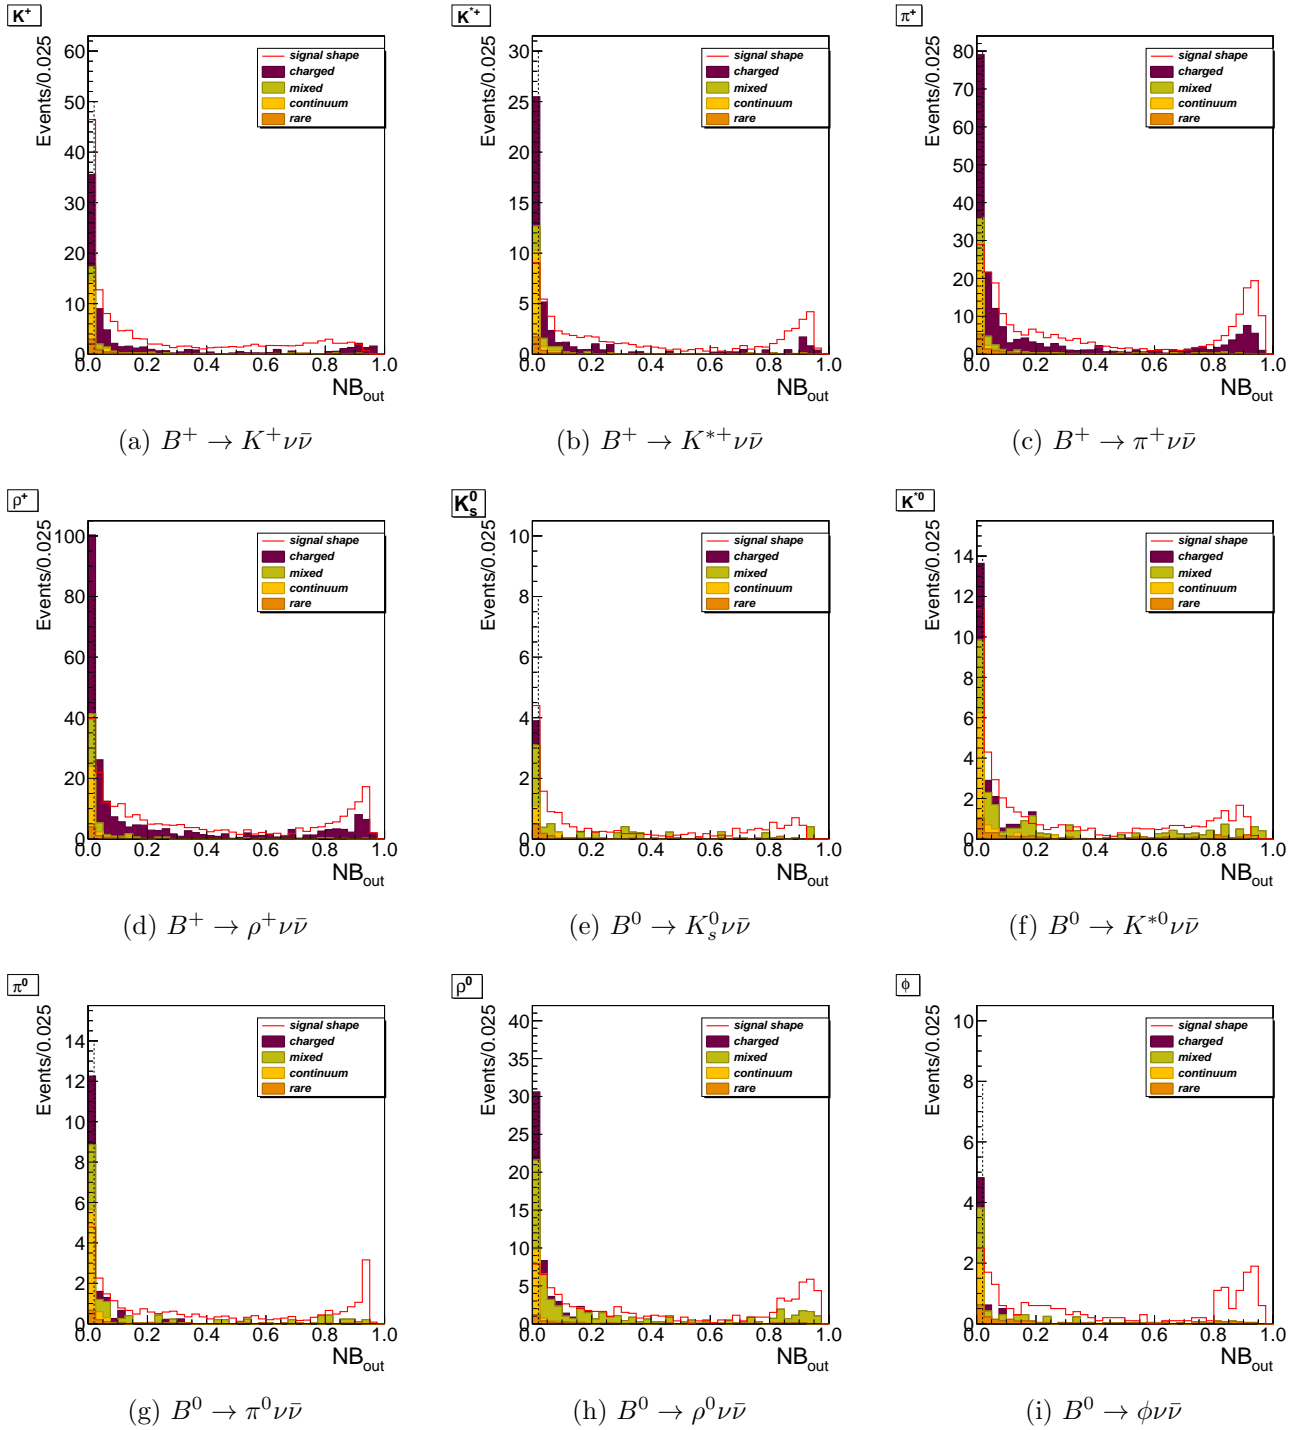 K*+
Events/0.025
60
50
40
30
20
10
0
0.0 0.2 0.4 0.6 0.8 1.0
NBout
signal shape
charged
mixed
continuum
rare
(a) B⁺ → K⁺νν̄
K*⁺
Events/0.025
30
25
20
15
10
5
0
0.0 0.2 0.4 0.6 0.8 1.0
NBout
signal shape
charged
mixed
continuum
rare
(b) B⁺ → K*⁺νν̄
π⁺
Events/0.025
80
70
60
50
40
30
20
10
0
0.0 0.2 0.4 0.6 0.8 1.0
NBout
signal shape
charged
mixed
continuum
rare
(c) B⁺ → π⁺νν̄
ρ⁺
Events/0.025
100
80
60
40
20
0
0.0 0.2 0.4 0.6 0.8 1.0
NBout
signal shape
charged
mixed
continuum
rare
(d) B⁺ → ρ⁺νν̄
K⁰s
Events/0.025
10
8
6
4
2
0
0.0 0.2 0.4 0.6 0.8 1.0
NBout
signal shape
charged
mixed
continuum
rare
(e) B⁰ → K⁰sνν̄
K*⁰
Events/0.025
14
12
10
8
6
4
2
0
0.0 0.2 0.4 0.6 0.8 1.0
NBout
signal shape
charged
mixed
continuum
rare
(f) B⁰ → K*⁰νν̄
π⁰
Events/0.025
14
12
10
8
6
4
2
0
0.0 0.2 0.4 0.6 0.8 1.0
NBout
signal shape
charged
mixed
continuum
rare
(g) B⁰ → π⁰νν̄
ρ⁰
Events/0.025
40
35
30
25
20
15
10
5
0
0.0 0.2 0.4 0.6 0.8 1.0
NBout
signal shape
charged
mixed
continuum
rare
(h) B⁰ → ρ⁰νν̄
ϕ
Events/0.025
10
8
6
4
2
0
0.0 0.2 0.4 0.6 0.8 1.0
NBout
signal shape
charged
mixed
continuum
rare
(i) B⁰ → ϕνν̄